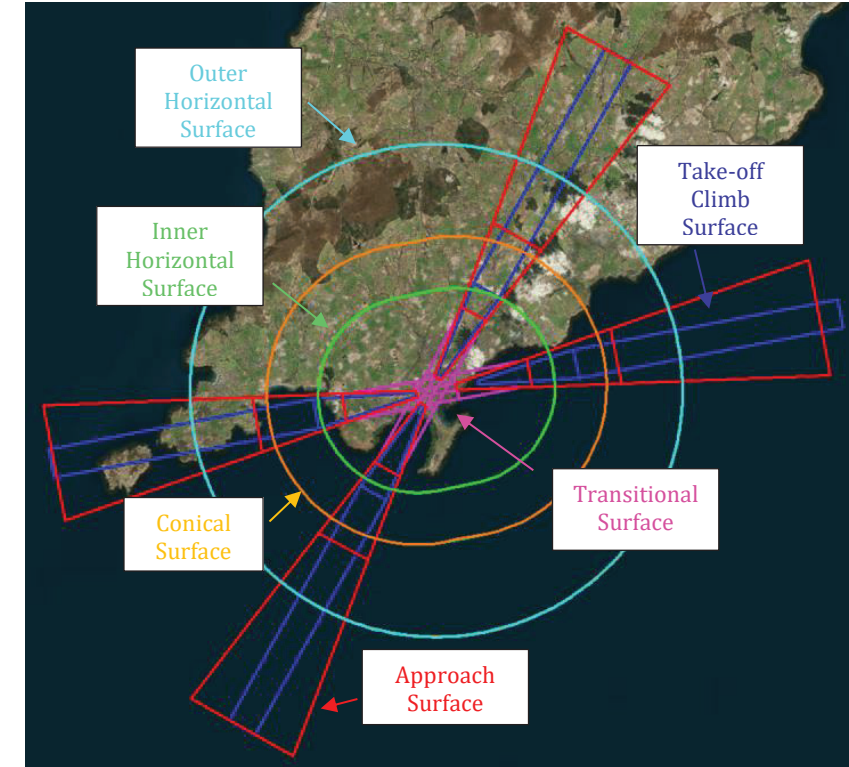 Outer
Horizontal
Surface
Take-off
Climb
Surface
Inner
Horizontal
Surface
Conical
Surface
Transitional
Surface
Approach
Surface